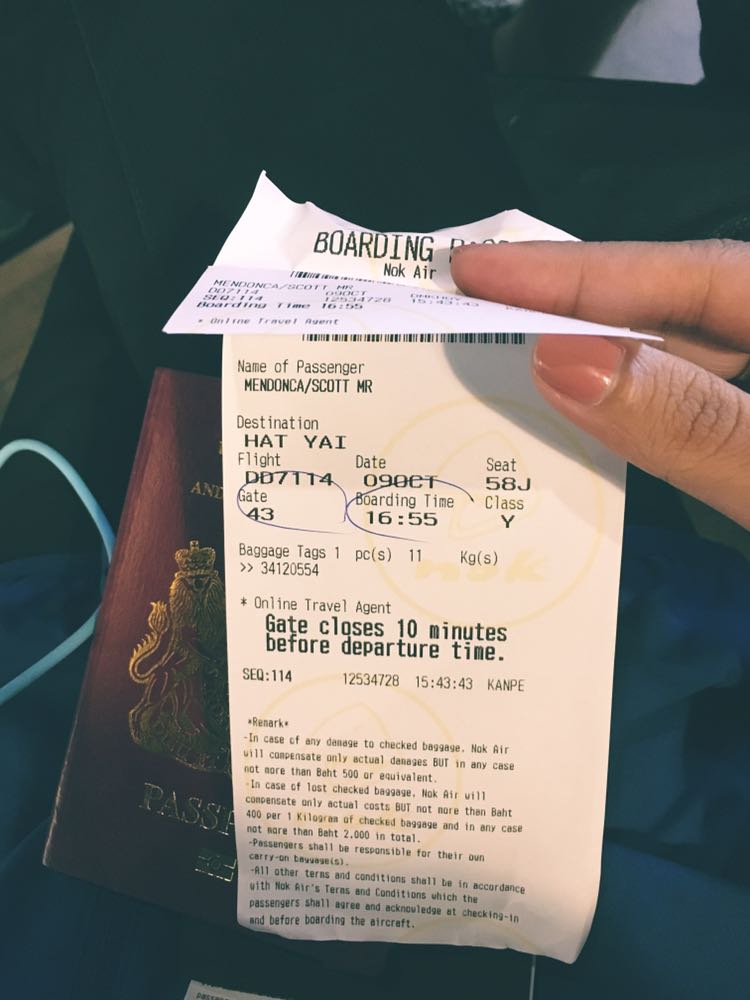 BOARDING
Nok Air
MENDONCA/SCOTT MR
DD7114 09OCT
SEQ:114 12534728 15:43:43
Boarding Time 16:55
* Online Travel Agent
Name of Passenger
MENDONCA/SCOTT MR
Destination
HAT YAI
Flight Date Seat
DD7114 09OCT 58J
Gate Boarding Time Class
43 16:55 Y
Baggage Tags 1 pc(s) 11 Kg(s)
>> 34120554
nok
* Online Travel Agent
Gate closes 10 minutes
before departure time.
SEQ:114 12534728 15:43:43 KANPE
*Remark*
-In case of any damage to checked baggage, Nok Air
will compensate only actual damages BUT in any case
not more than Baht 500 or equivalent.
-In case of lost checked baggage, Nok Air will
compensate only actual costs BUT not more than Baht
400 per 1 Kilogram of checked baggage and in any case
not more than Baht 2,000 in total.
-Passengers shall be responsible for their own
carry-on baggage(s).
-All other terms and conditions shall be in accordance
with Nok Air's Terms and Conditions which the
passengers shall agree and acknowledge at checking-in
and before boarding the aircraft.
AND
PASSP